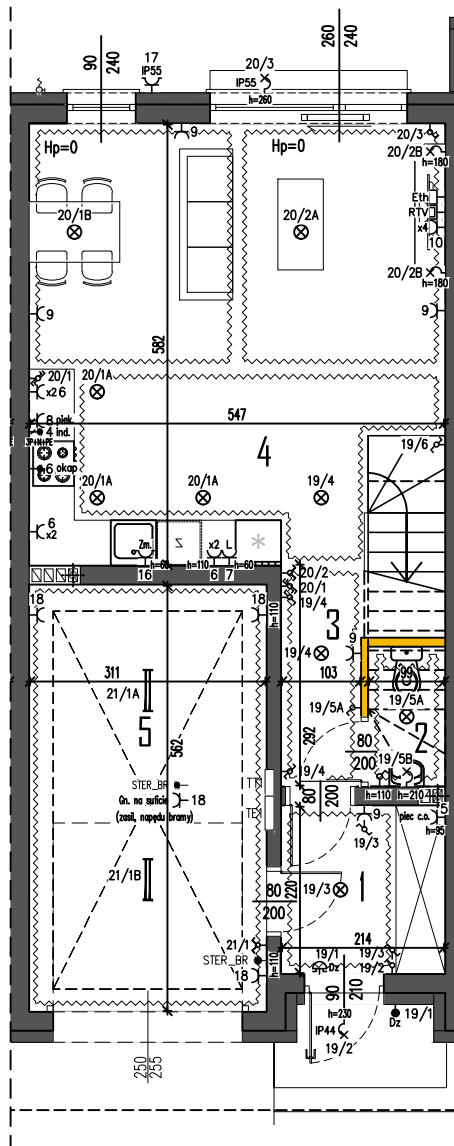 90
240
17
IP55
260
240
20/3
IP55
h=260
Hp=0
9
Hp=0
20/3
20/2B
h=180
Eth
RTV
x4
10
20/1B
20/2A
20/2B
h=180
9
9
582
20/1
20/1A
x2 6
8 piek.
547
4 ind.
3P+N+PE
4
19/6
6 okap
20/1A
20/1A
19/4
6
x2
Zm.
Z
x2 L
16
h=60
h=110
6
7
h=60
20/2
20/1
19/4
18
18
h=110
3
9
19/4
311
103
99
21/1A
5
562
19/5A
19/5A
2
292
80
200
19/5B
STER_BR
Gn. na suficie
18
(zasil. napędu bramy)
TT
TE
19/4
80
200
h=110
h=210
5
9
19/3
piec c.o.
h=95
21/1B
80
200
220
19/3
1
21/1
STER_BR
18
h=110
214
19/1
Dz
19/3
19/2
90
210
h=230
IP44
19/2
Dz
19/1
250
255